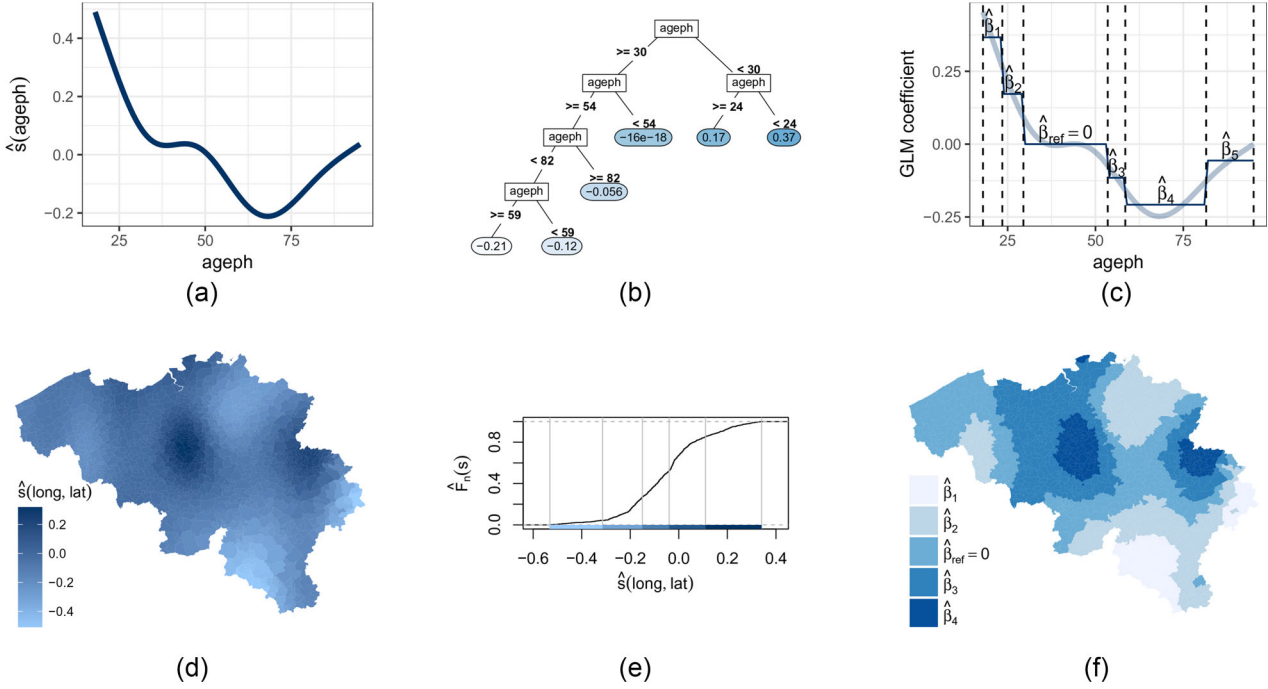 0.4
0.2
0.0
−0.2
ŝ(ageph)
25
50
75
ageph
(a)
ageph
>= 30
< 30
ageph
ageph
>= 54
< 54
>= 24
< 24
ageph
−16e−18
0.17
0.37
< 82
>= 82
ageph
−0.056
>= 59
< 59
−0.21
−0.12
(b)
0.25
0.00
−0.25
GLM coefficient
β̂1
β̂2
β̂ref = 0
β̂3
β̂4
β̂5
25
50
75
ageph
(c)
ŝ(long, lat)
0.2
0.0
−0.2
−0.4
(d)
0.8
0.4
0.0
F̂n(s)
−0.6
−0.4
−0.2
0.0
0.2
0.4
ŝ(long, lat)
(e)
β̂1
β̂2
β̂ref = 0
β̂3
β̂4
(f)